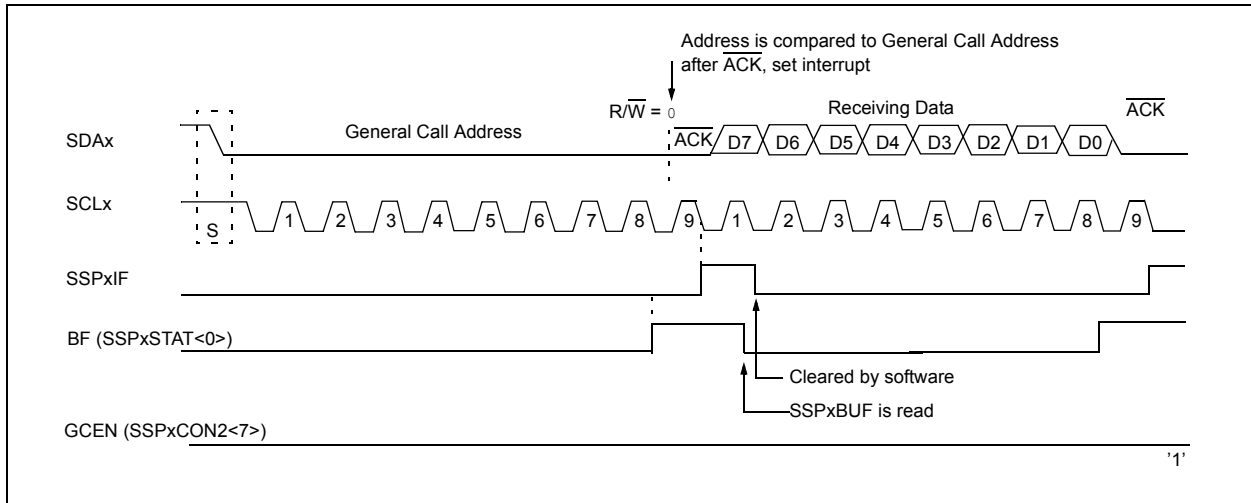 Address is compared to General Call Address
after ACK, set interrupt
R/W = 0
Receiving Data
ACK
SDAx
General Call Address
ACK D7 D6 D5 D4 D3 D2 D1 D0
SCLx
S
1 2 3 4 5 6 7 8 9 1 2 3 4 5 6 7 8 9
SSPxIF
BF (SSPxSTAT<0>)
Cleared by software
SSPxBUF is read
GCEN (SSPxCON2<7>)
'1'